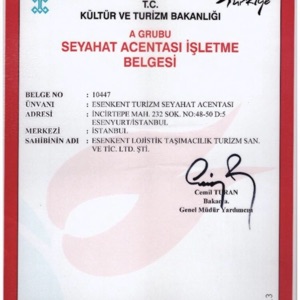 Türkiye
T.C.
KÜLTÜR VE TURİZM BAKANLIĞI
A GRUBU
SEYAHAT ACENTASI İŞLETME
BELGESİ
BELGE NO : 10447
ÜNVANI : ESENKENT TURİZM SEYAHAT ACENTASI
ADRESİ : İNCİRTEPE MAH. 232 SOK. NO:48-50 D:5
ESENYURT/İSTANBUL
MERKEZİ : İSTANBUL
SAHİBİNİN ADI : ESENKENT LOJİSTİK TAŞIMACILIK TURİZM SAN.
VE TİC. LTD. ŞTİ.
Cemil TURAN
Bakan a.
Genel Müdür Yardımcısı